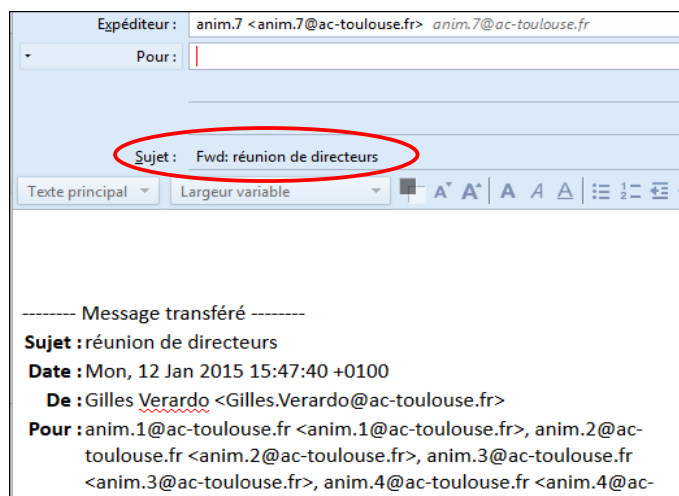 Expéditeur : anim.7 <anim.7@ac-toulouse.fr> anim.7@ac-toulouse.fr
Pour :
Sujet : Fwd: réunion de directeurs
Texte principal Largeur variable A A A A A
-------- Message transféré --------
Sujet : réunion de directeurs
Date : Mon, 12 Jan 2015 15:47:40 +0100
De : Gilles Verardo <Gilles.Verardo@ac-toulouse.fr>
Pour : anim.1@ac-toulouse.fr <anim.1@ac-toulouse.fr>, anim.2@ac-
toulouse.fr <anim.2@ac-toulouse.fr>, anim.3@ac-toulouse.fr
<anim.3@ac-toulouse.fr>, anim.4@ac-toulouse.fr <anim.4@ac-